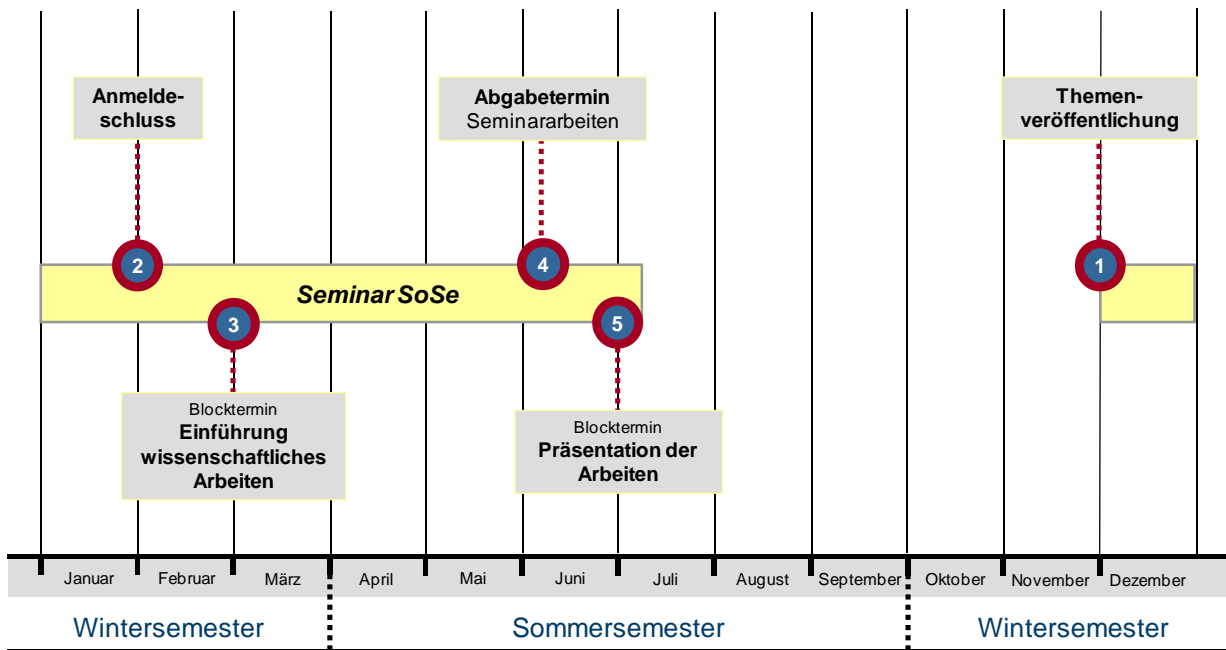 Anmelde-
schluss
Abgabetermin
Seminararbeiten
Themen-
veröffentlichung
2
4
1
Seminar SoSe
3
5
Blocktermin
Einführung
wissenschaftliches
Arbeiten
Blocktermin
Präsentation der
Arbeiten
Januar Februar März April Mai Juni Juli August September Oktober November Dezember
Wintersemester Sommersemester Wintersemester